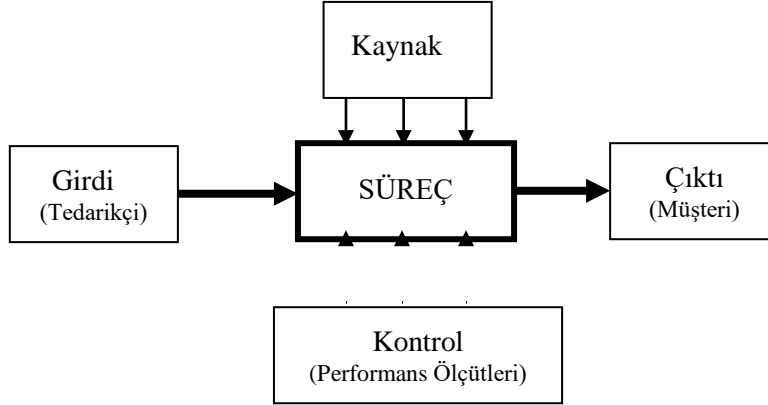 Kaynak
Girdi
(Tedarikçi)
SÜREÇ
Çıktı
(Müşteri)
Kontrol
(Performans Ölçütleri)